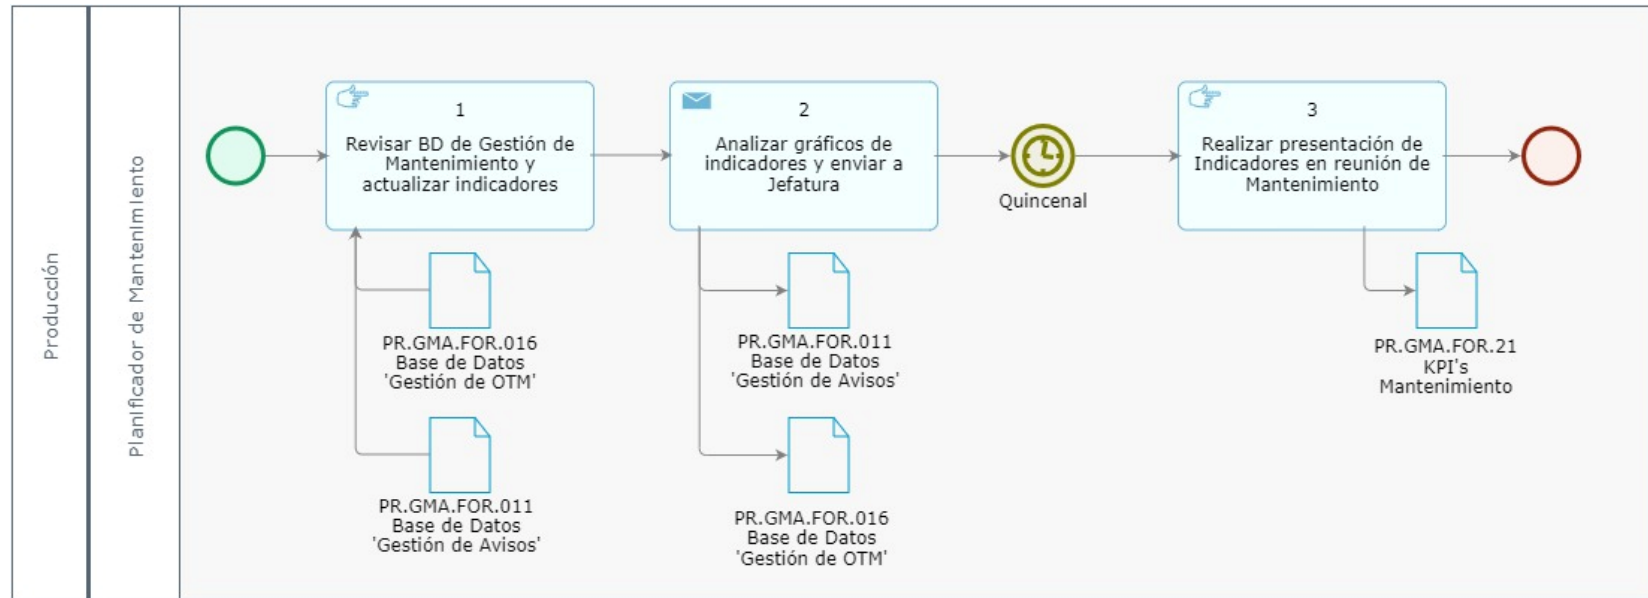 Producción
Planificador de Mantenimiento
1
Revisar BD de Gestión de
Mantenimiento y
actualizar indicadores
2
Analizar gráficos de
indicadores y enviar a
Jefatura
Quincenal
3
Realizar presentación de
Indicadores en reunión de
Mantenimiento
PR.GMA.FOR.016
Base de Datos
'Gestión de OTM'
PR.GMA.FOR.011
Base de Datos
'Gestión de Avisos'
PR.GMA.FOR.011
Base de Datos
'Gestión de Avisos'
PR.GMA.FOR.016
Base de Datos
'Gestión de OTM'
PR.GMA.FOR.21
KPI's
Mantenimiento